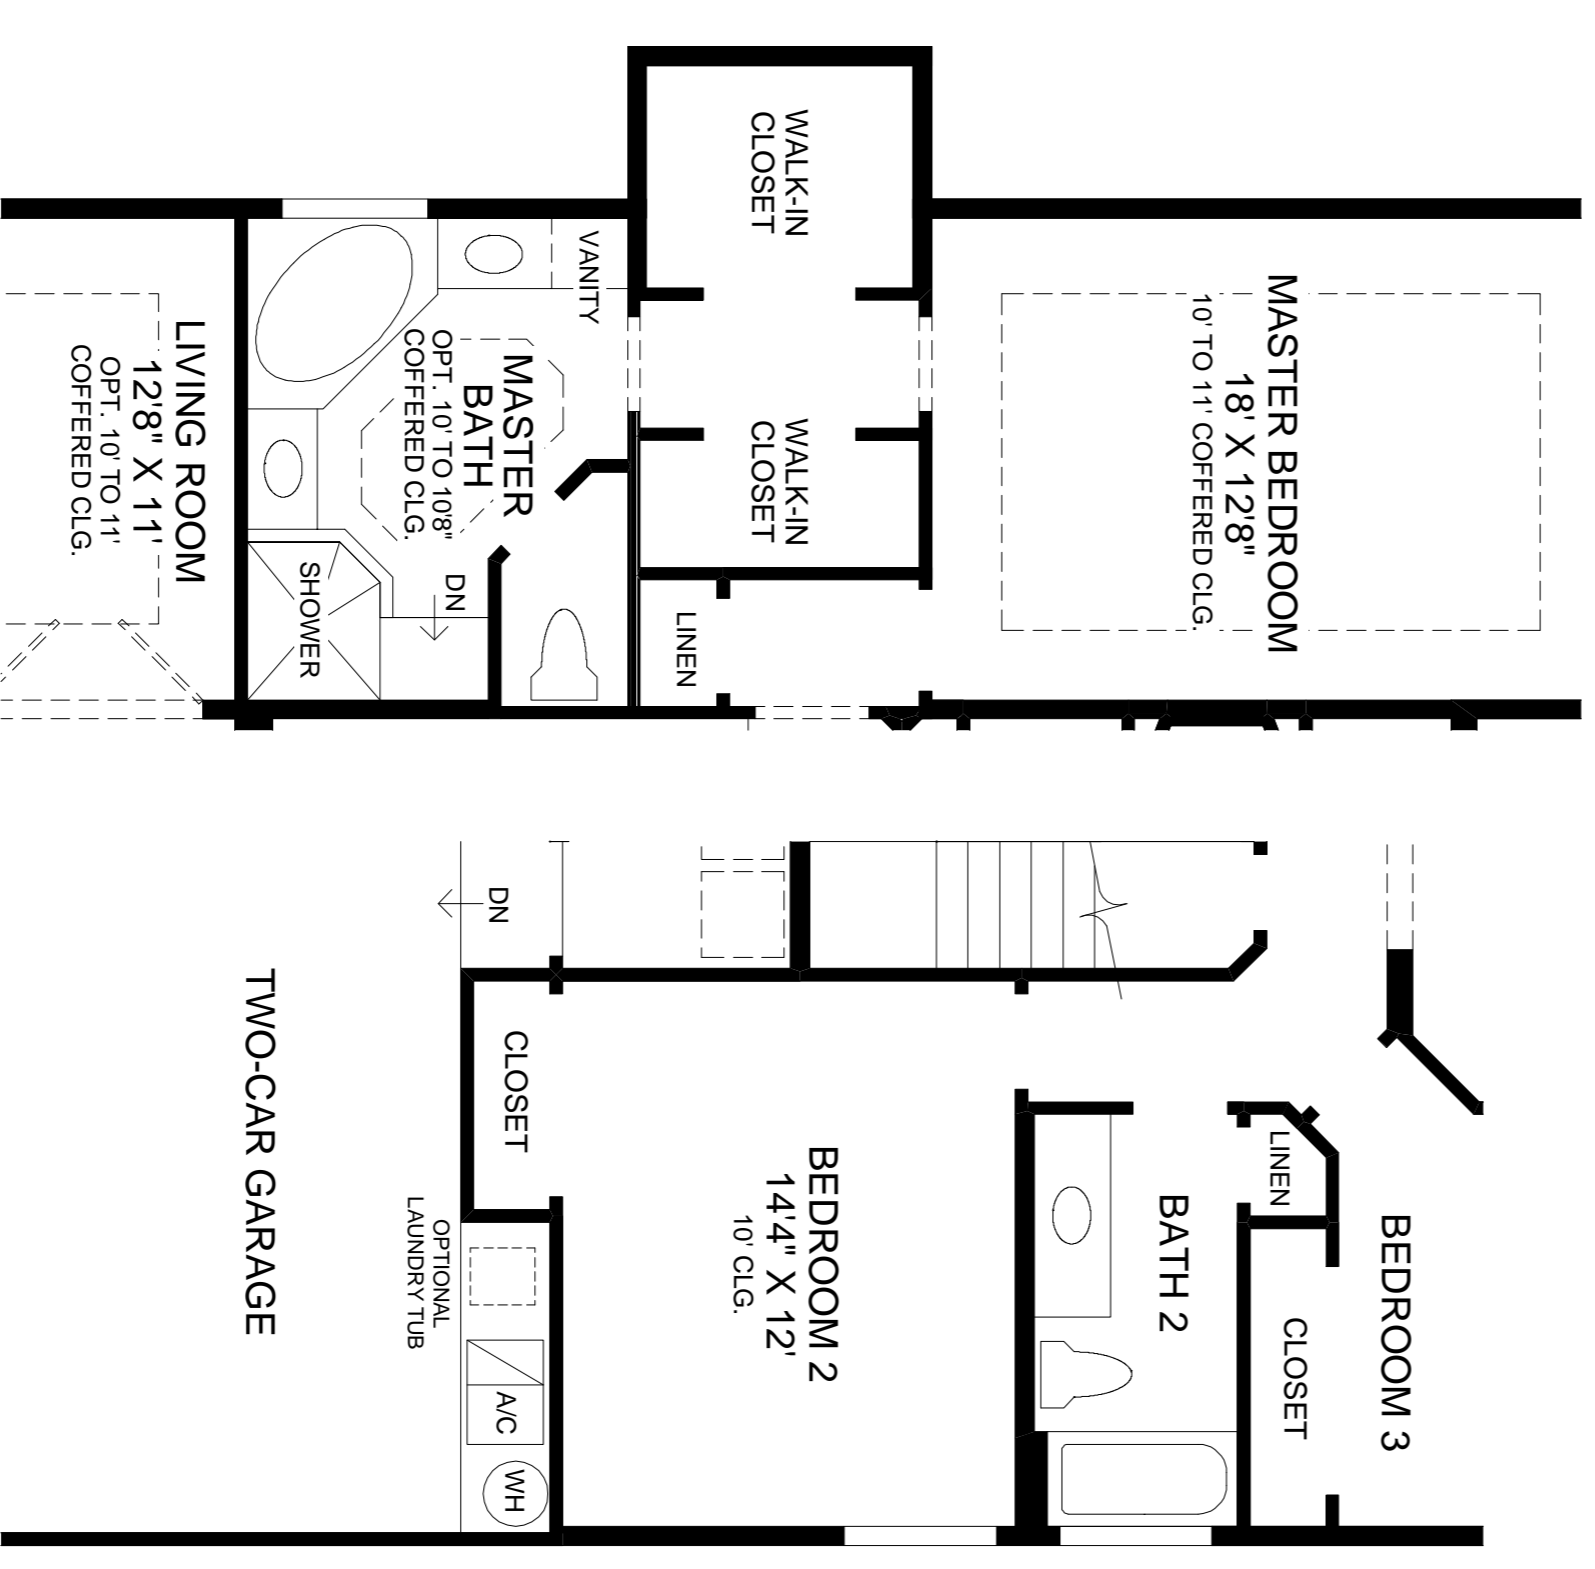 WALK-IN
CLOSET
VANITY
MASTER
BATH
OPT. 10' TO 10'8"
COFFERED CLG.
WALK-IN
CLOSET
MASTER BEDROOM
18' X 12'8"
10' TO 11' COFFERED CLG.
LIVING ROOM
12'8" X 11'
OPT. 10' TO 11'
COFFERED CLG.
SHOWER
DN
LINEN
DN
TWO-CAR GARAGE
CLOSET
OPTIONAL
LAUNDRY TUB
A/C
WH
BEDROOM 2
14'4" X 12'
10' CLG.
BATH 2
LINEN
CLOSET
BEDROOM 3